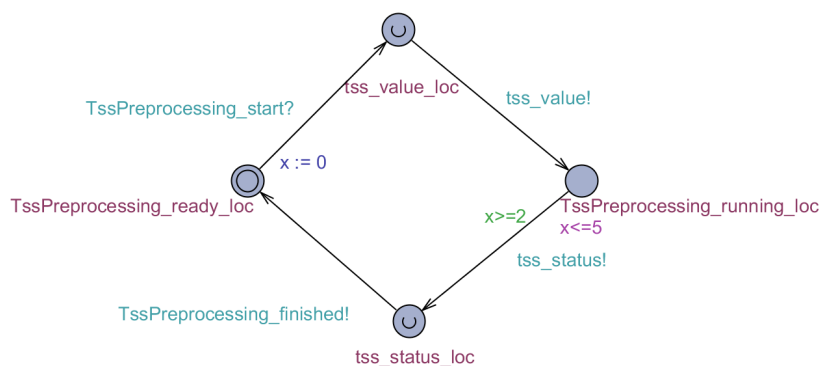 tss_value_loc
tss_value!
TssPreprocessing_start?
x := 0
TssPreprocessing_ready_loc
TssPreprocessing_running_loc
x>=2
x<=5
tss_status!
TssPreprocessing_finished!
tss_status_loc